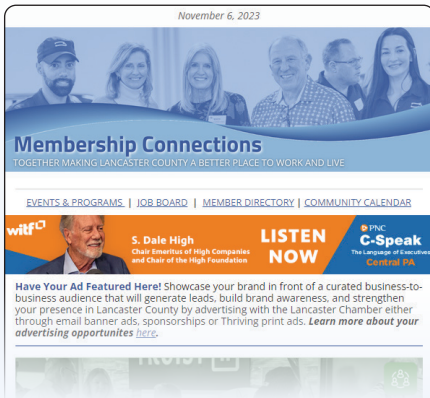 November 6, 2023
Membership Connections
TOGETHER MAKING LANCASTER COUNTY A BETTER PLACE TO WORK AND LIVE
EVENTS & PROGRAMS | JOB BOARD | MEMBER DIRECTORY | COMMUNITY CALENDAR
witf
S. Dale High
Chair Emeritus of High Companies
and Chair of the High Foundation
LISTEN
NOW
PNC
C-Speak
The Language of Executives
Central PA
Have Your Ad Featured Here! Showcase your brand in front of a curated business-to-
business audience that will generate leads, build brand awareness, and strengthen
your presence in Lancaster County by advertising with the Lancaster Chamber either
through email banner ads, sponsorships or Thriving print ads. Learn more about your
advertising opportunites here.